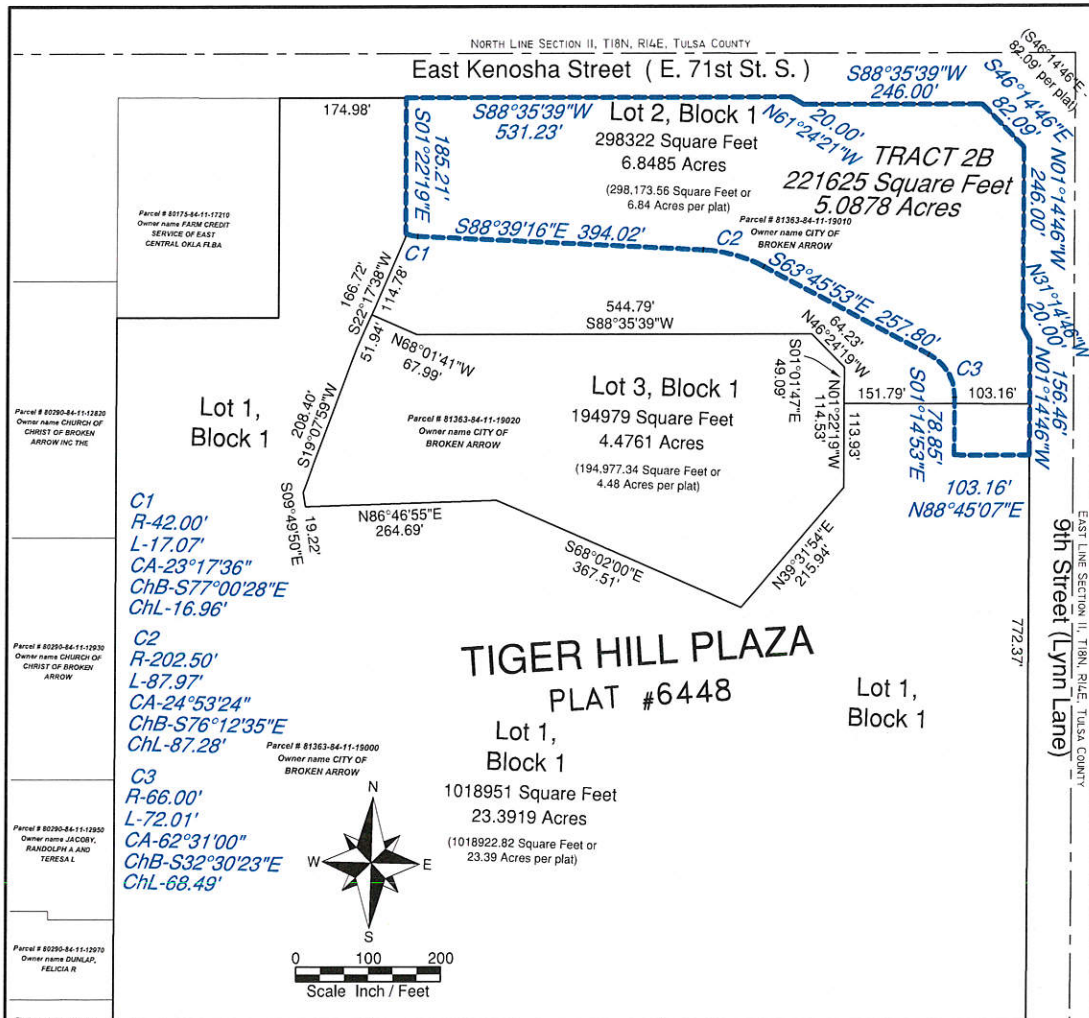 NORTH LINE SECTION 11, T18N, R14E, TULSA COUNTY
East Kenosha Street ( E. 71st St. S. )
(S46°14'46"E -
82.09' per plat)
S88°35'39"W
246.00'
S46°14'46"E
82.09'
174.98'
S88°35'39"W
531.23'
Lot 2, Block 1
298322 Square Feet
6.8485 Acres
(298,173.56 Square Feet or
6.84 Acres per plat)
20.00'
N61°24'21"W
TRACT 2B
221625 Square Feet
5.0878 Acres
Parcel # 81363-84-11-19010
Owner name CITY OF
BROKEN ARROW
N01°14'46"W
246.00'
185.21'
S01°22'19"E
Parcel # 80175-84-11-17210
Owner name FARM CREDIT
SERVICE OF EAST
CENTRAL OKLA FLBA
S88°39'16"E 394.02'
C1
C2
S63°45'53"E 257.80'
N31°14'46"W
20.00'
166.72'
S22°17'38"W
114.78'
51.94'
544.79'
S88°35'39"W
64.23'
N46°24'19"W
N68°01'41"W
67.99'
S01°01'47"E
49.09'
C3
156.46'
N01°14'46"W
Lot 3, Block 1
194979 Square Feet
4.4761 Acres
(194,977.34 Square Feet or
4.48 Acres per plat)
Parcel # 81363-84-11-19020
Owner name CITY OF
BROKEN ARROW
N01°22'19"W
114.53'
113.93'
151.79'
103.16'
78.85'
S01°14'53"E
103.16'
N88°45'07"E
Parcel # 80290-84-11-12820
Owner name CHURCH OF
CHRIST OF BROKEN
ARROW INC THE
Lot 1,
Block 1
208.40'
S19°07'59"W
S09°49'50"E
19.22'
N86°46'55"E
264.69'
S68°02'00"E
367.51'
N39°31'54"E
215.94'
C1
R-42.00'
L-17.07'
CA-23°17'36"
ChB-S77°00'28"E
ChL-16.96'
EAST LINE SECTION 11, T18N, R14E, TULSA COUNTY
9th Street (Lynn Lane)
772.37'
Parcel # 80290-84-11-12930
Owner name CHURCH OF
CHRIST OF BROKEN
ARROW
C2
R-202.50'
L-87.97'
CA-24°53'24"
ChB-S76°12'35"E
ChL-87.28'
TIGER HILL PLAZA
PLAT #6448
Lot 1,
Block 1
Parcel # 81363-84-11-19000
Owner name CITY OF
BROKEN ARROW
Lot 1,
Block 1
1018951 Square Feet
23.3919 Acres
(1018922.82 Square Feet or
23.39 Acres per plat)
C3
R-66.00'
L-72.01'
CA-62°31'00"
ChB-S32°30'23"E
ChL-68.49'
Parcel # 80290-84-11-12950
Owner name JACOBY,
RANDOLPH A AND
TERESA L
N
W
E
S
Parcel # 80290-84-11-12970
Owner name DUNLAP,
FELICIA R
0 100 200
Scale Inch / Feet